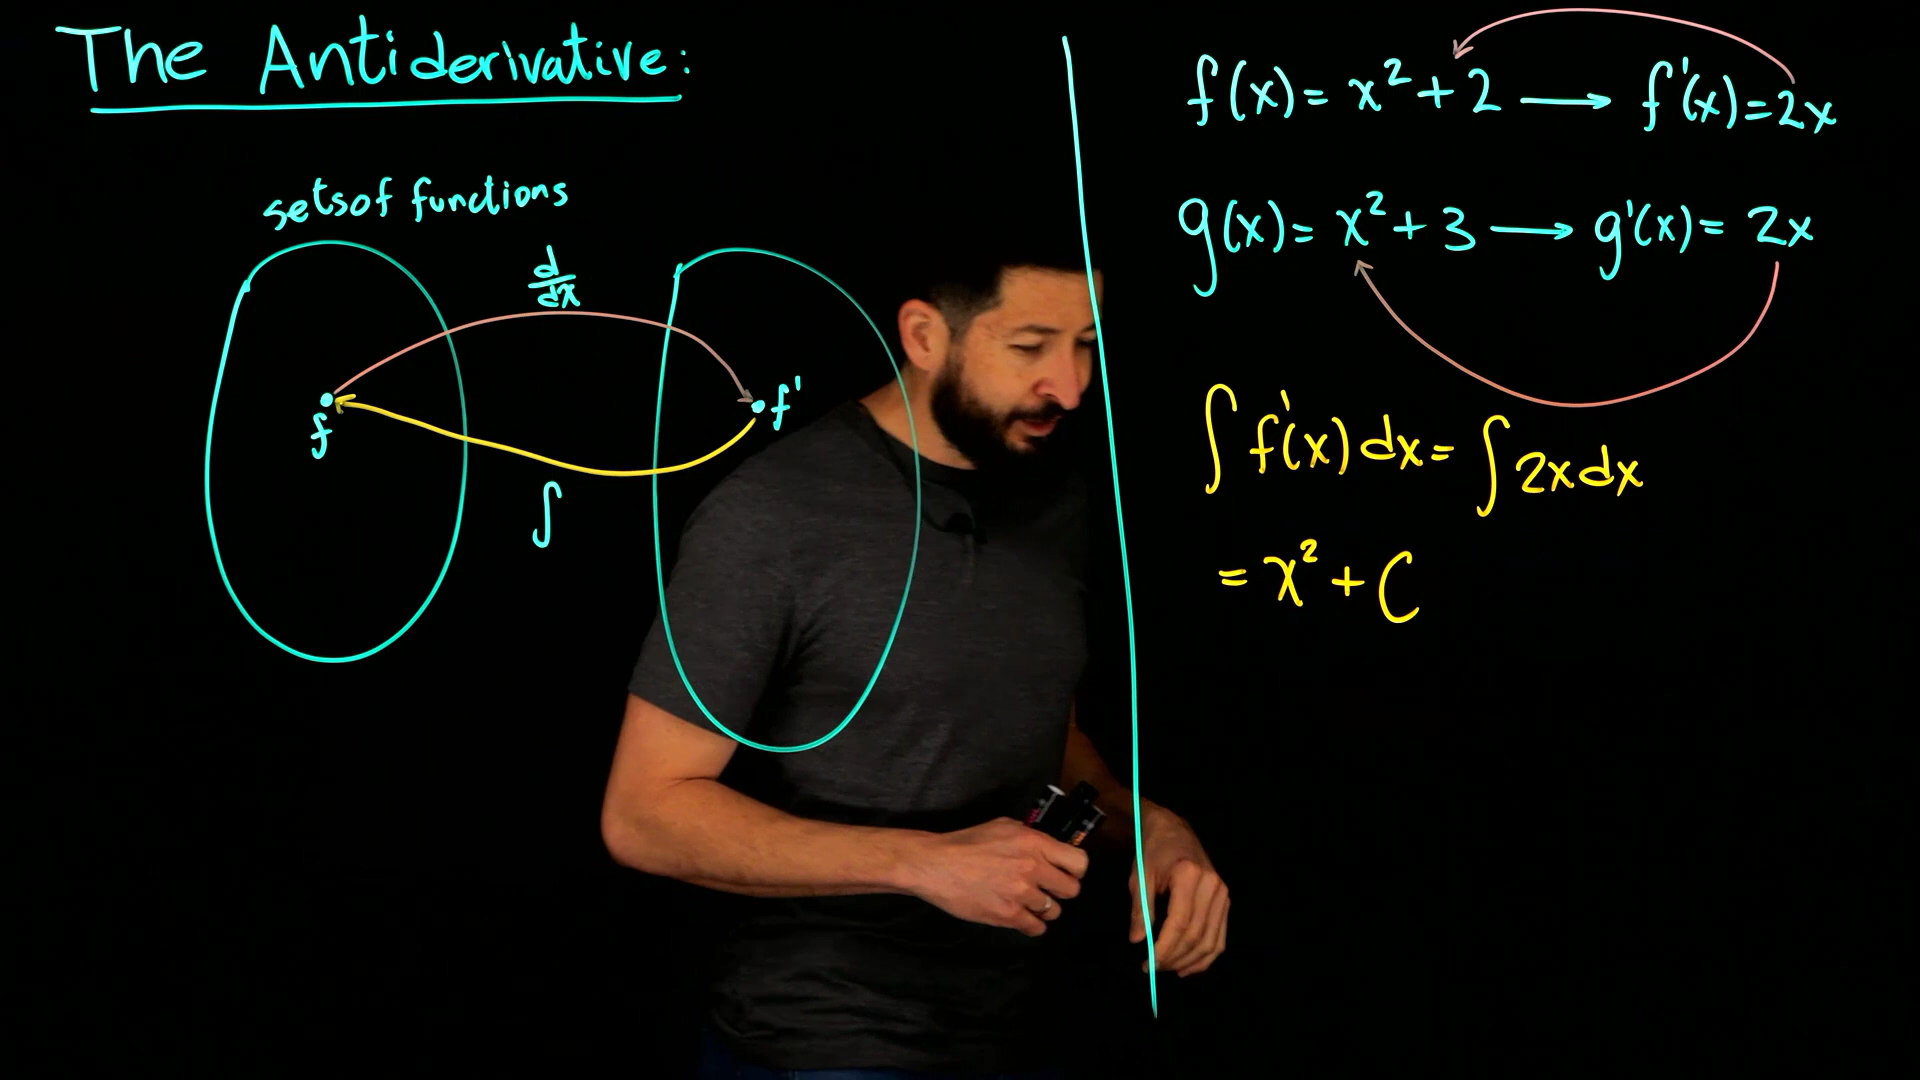 The Antiderivative:
setsof functions
d/dx
f
f'
∫
f(x) = x² + 2 ⟶ f'(x) = 2x
g(x) = x² + 3 ⟶ g'(x) = 2x
∫ f'(x) dx = ∫ 2x dx
= x² + C